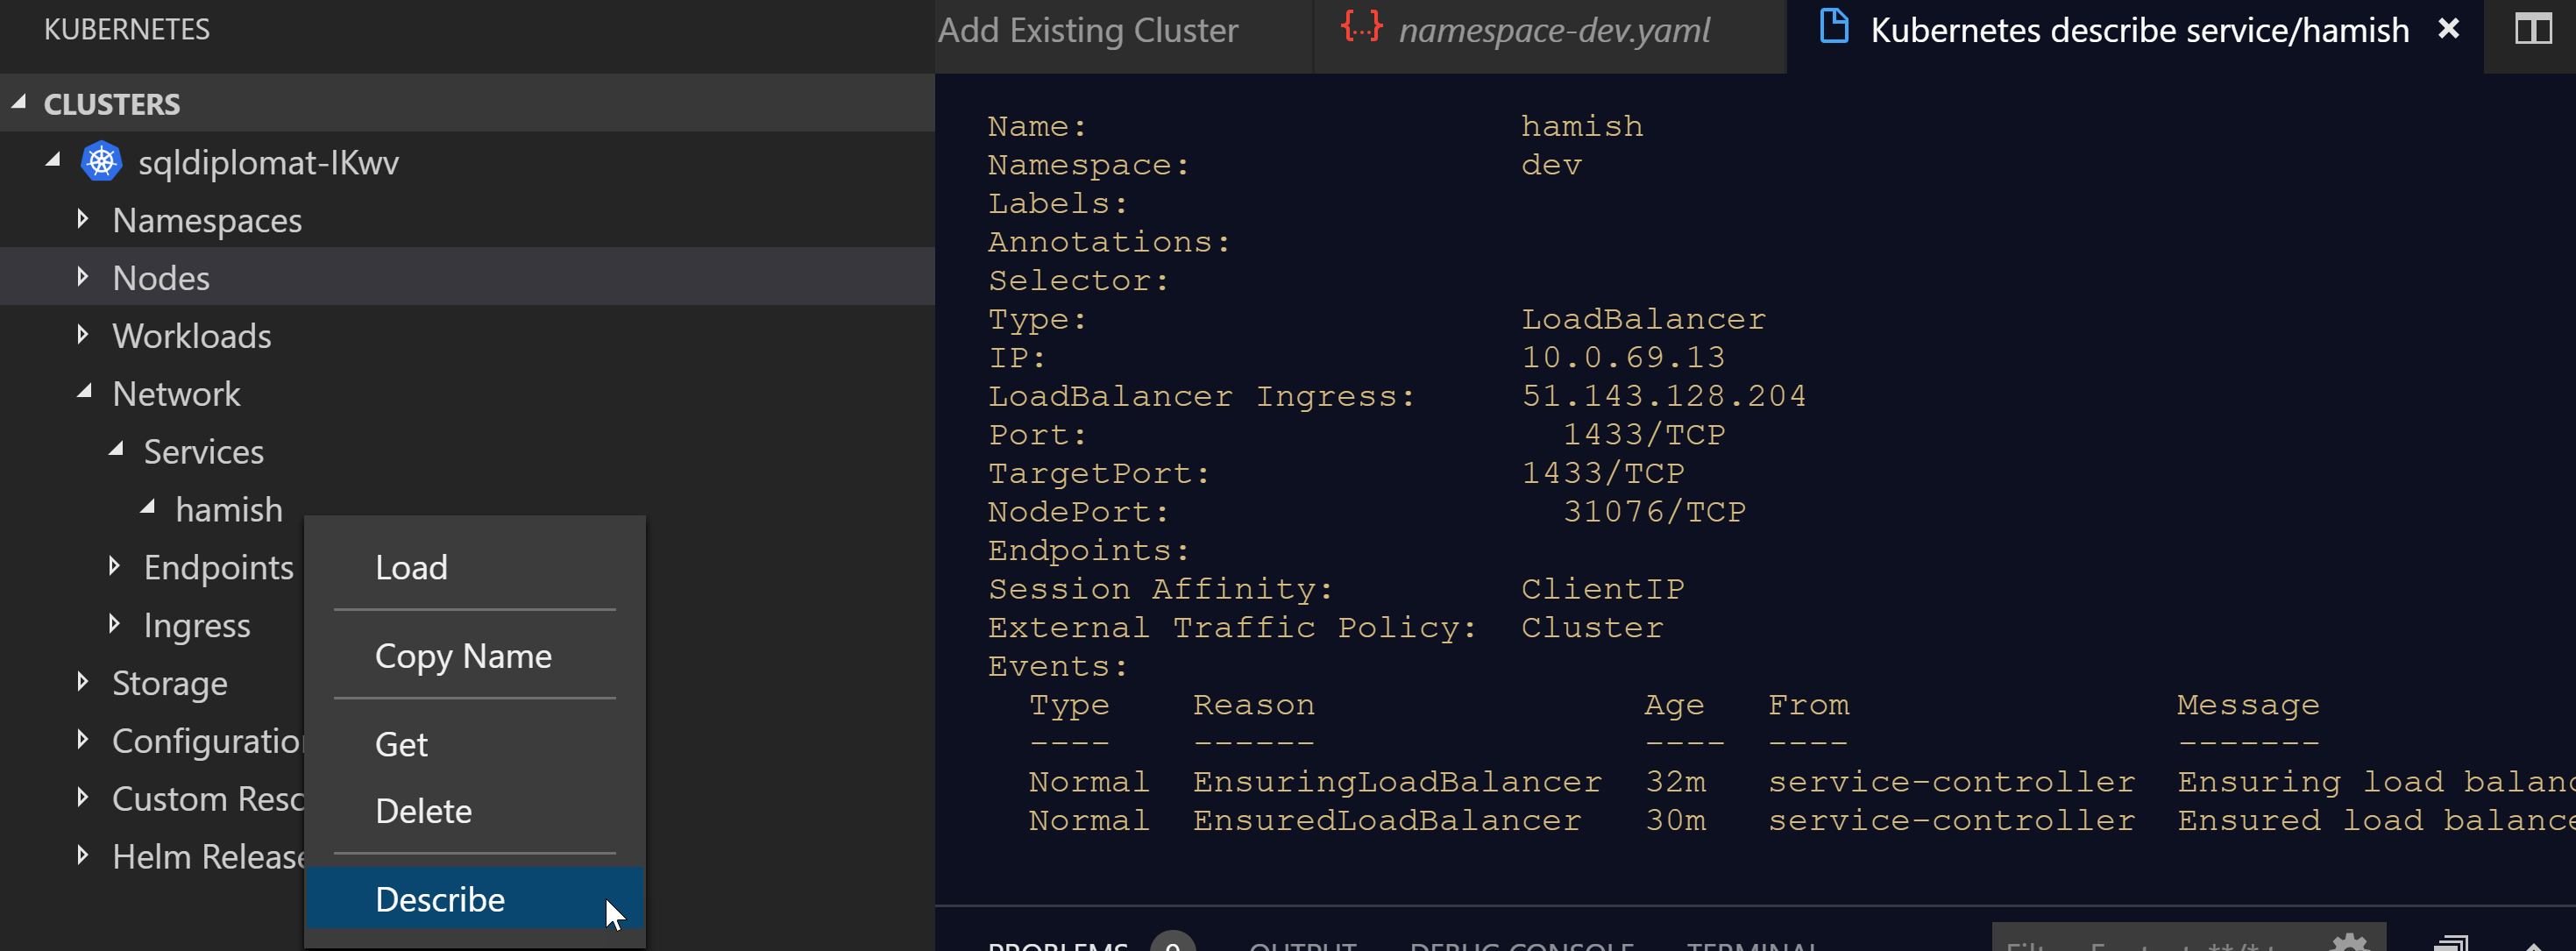 KUBERNETES
CLUSTERS
sqldiplomat-IKwv
Namespaces
Nodes
Workloads
Network
Services
hamish
Endpoints
Ingress
Storage
Configuration
Custom Reso
Helm Release
Load
Copy Name
Get
Delete
Describe
Add Existing Cluster
{...} namespace-dev.yaml
Kubernetes describe service/hamish
Name: hamish
Namespace: dev
Labels:
Annotations:
Selector:
Type: LoadBalancer
IP: 10.0.69.13
LoadBalancer Ingress: 51.143.128.204
Port: 1433/TCP
TargetPort: 1433/TCP
NodePort: 31076/TCP
Endpoints:
Session Affinity: ClientIP
External Traffic Policy: Cluster
Events:
Type Reason Age From Message
---- ------ ---- ---- -------
Normal EnsuringLoadBalancer 32m service-controller Ensuring load balanc
Normal EnsuredLoadBalancer 30m service-controller Ensured load balance
PROBLEMS OUTPUT DEBUG CONSOLE TERMINAL